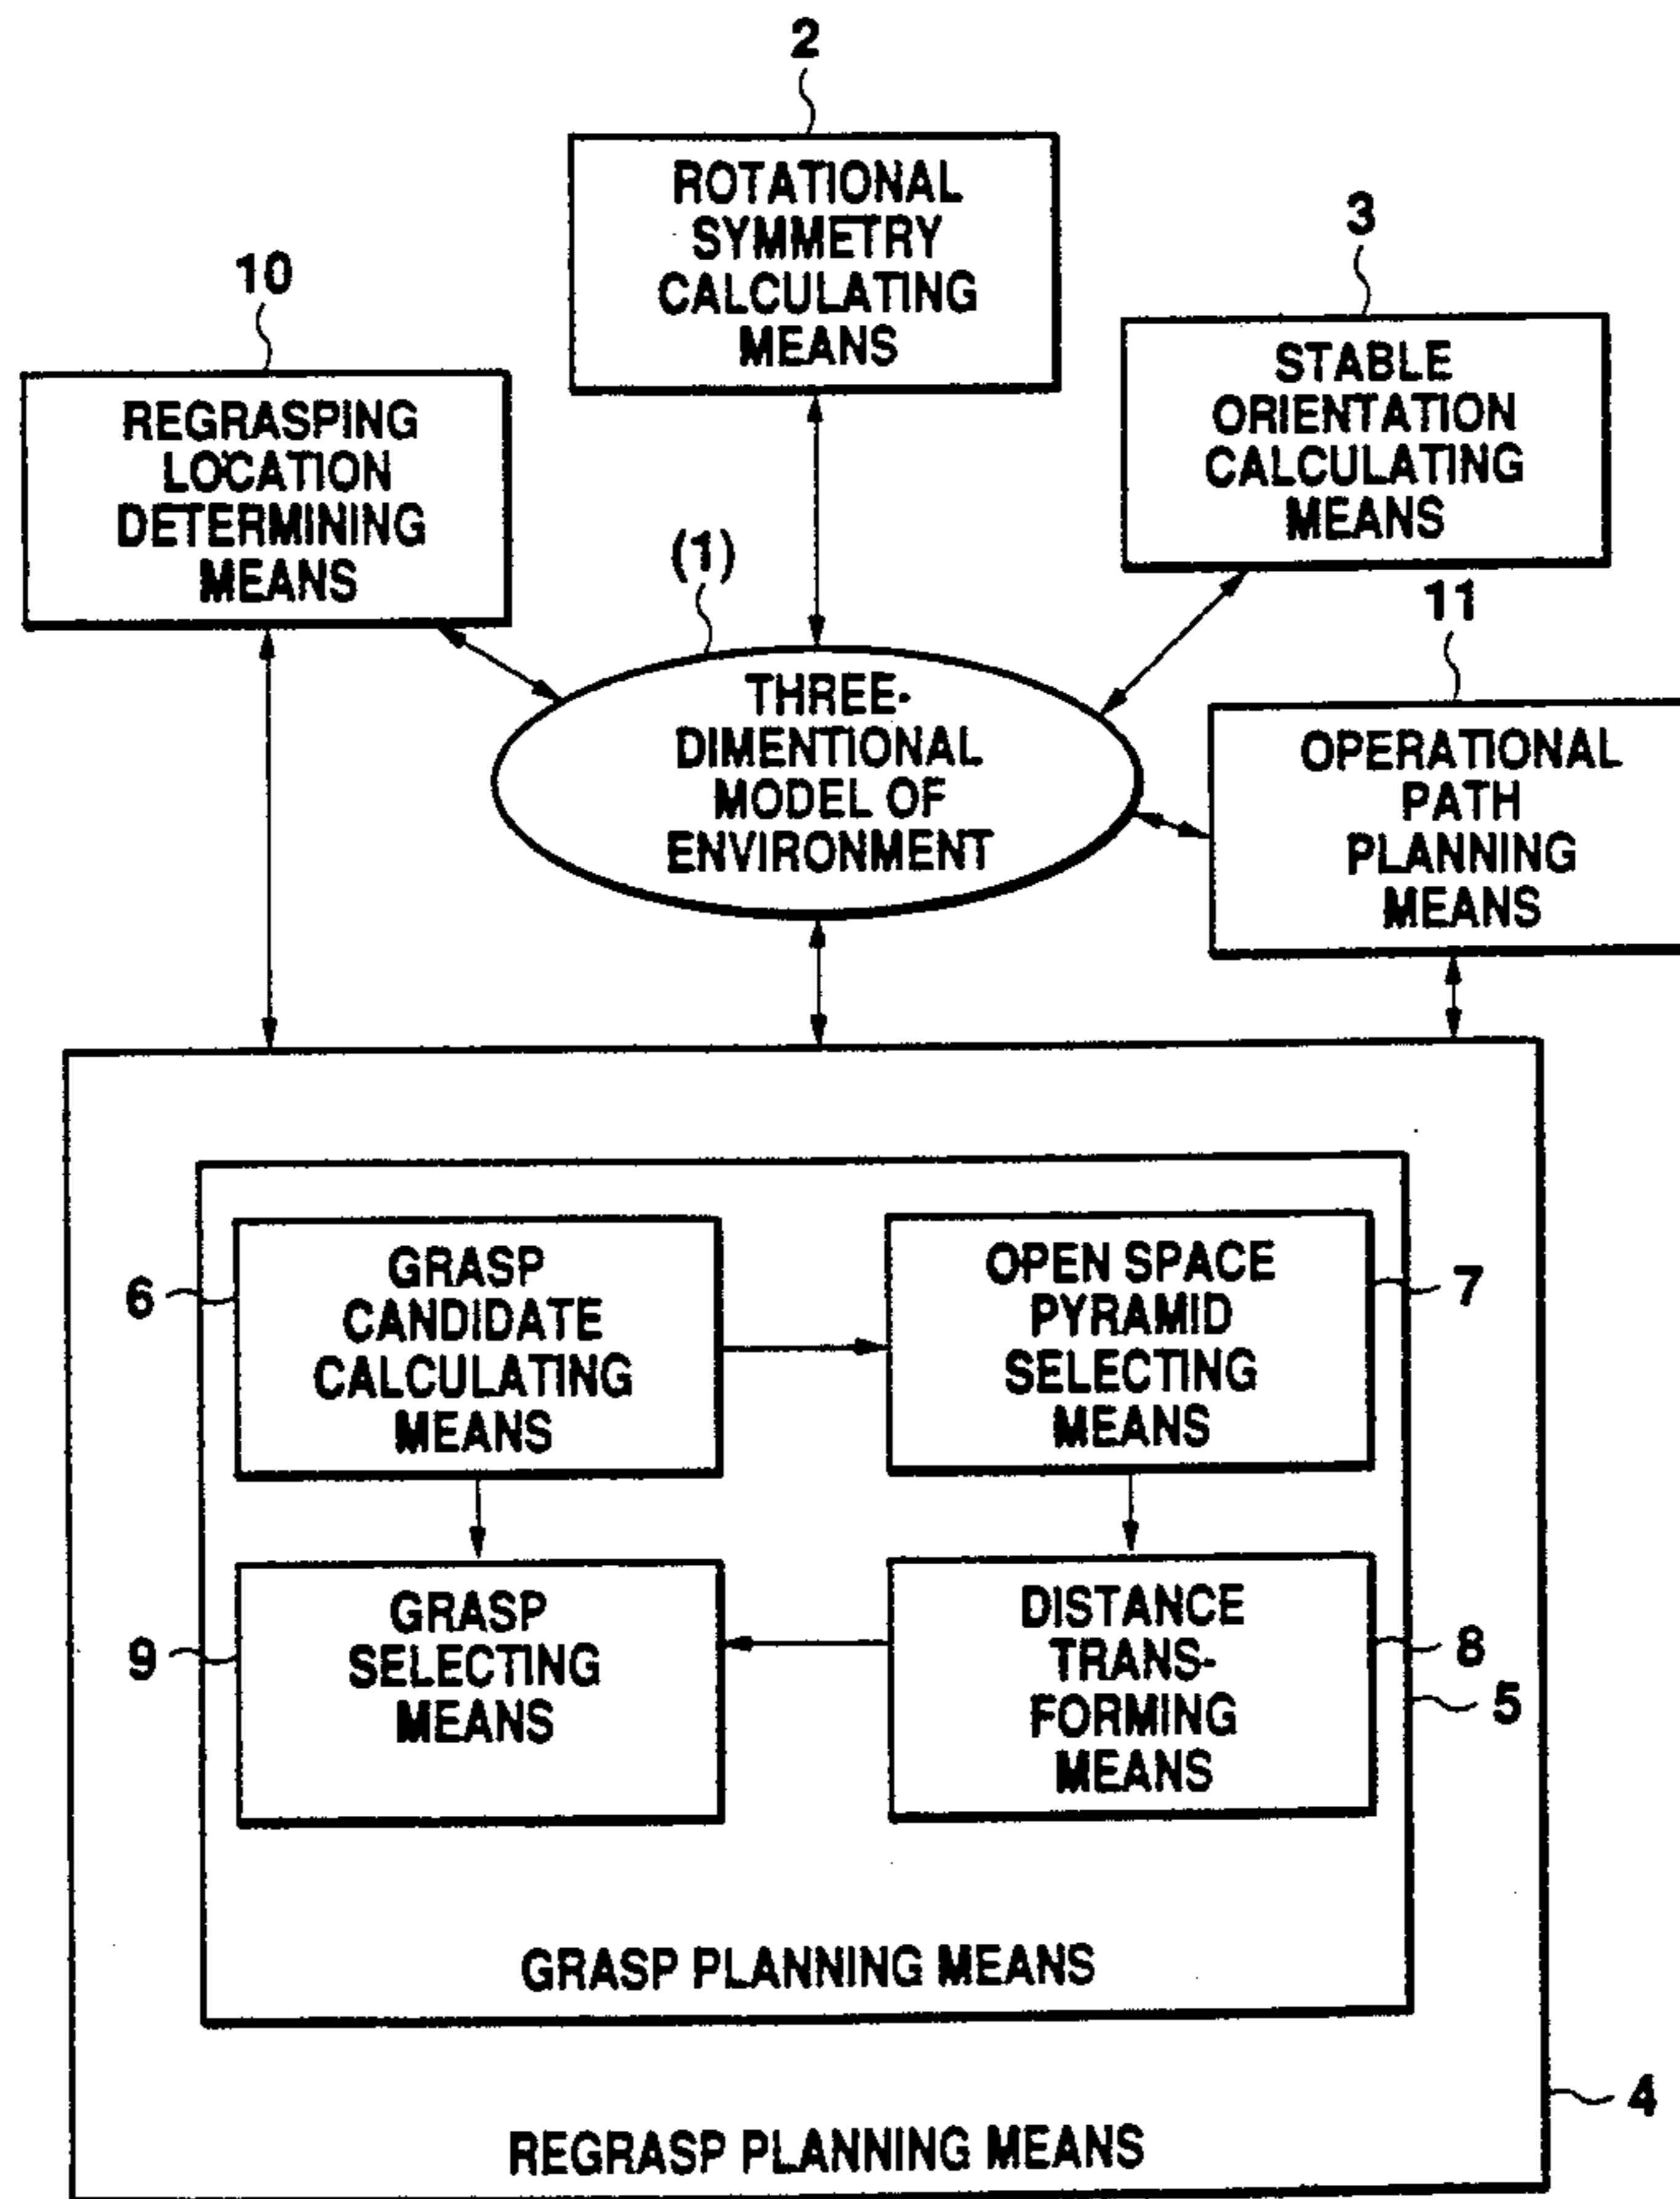 2
ROTATIONAL
SYMMETRY
CALCULATING
MEANS
3
STABLE
ORIENTATION
CALCULATING
MEANS
10
REGRASPING
LOCATION
DETERMINING
MEANS
(1)
THREE-
DIMENTIONAL
MODEL OF
ENVIRONMENT
11
OPERATIONAL
PATH
PLANNING
MEANS
6
GRASP
CANDIDATE
CALCULATING
MEANS
OPEN SPACE
PYRAMID
SELECTING
MEANS
7
9
GRASP
SELECTING
MEANS
DISTANCE
TRANS-
FORMING
MEANS
8
5
GRASP PLANNING MEANS
4
REGRASP PLANNING MEANS